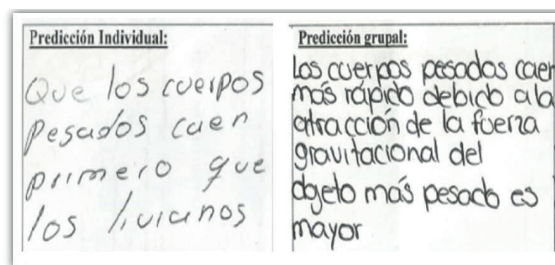 Predicción Individual:
Que los cuerpos
Pesados caen
primero que
los livianos
Predicción grupal:
Los cuerpos pesados caen
más rápido debido a la
atracción de la fuerza
gravitacional del
objeto más pesado es
mayor